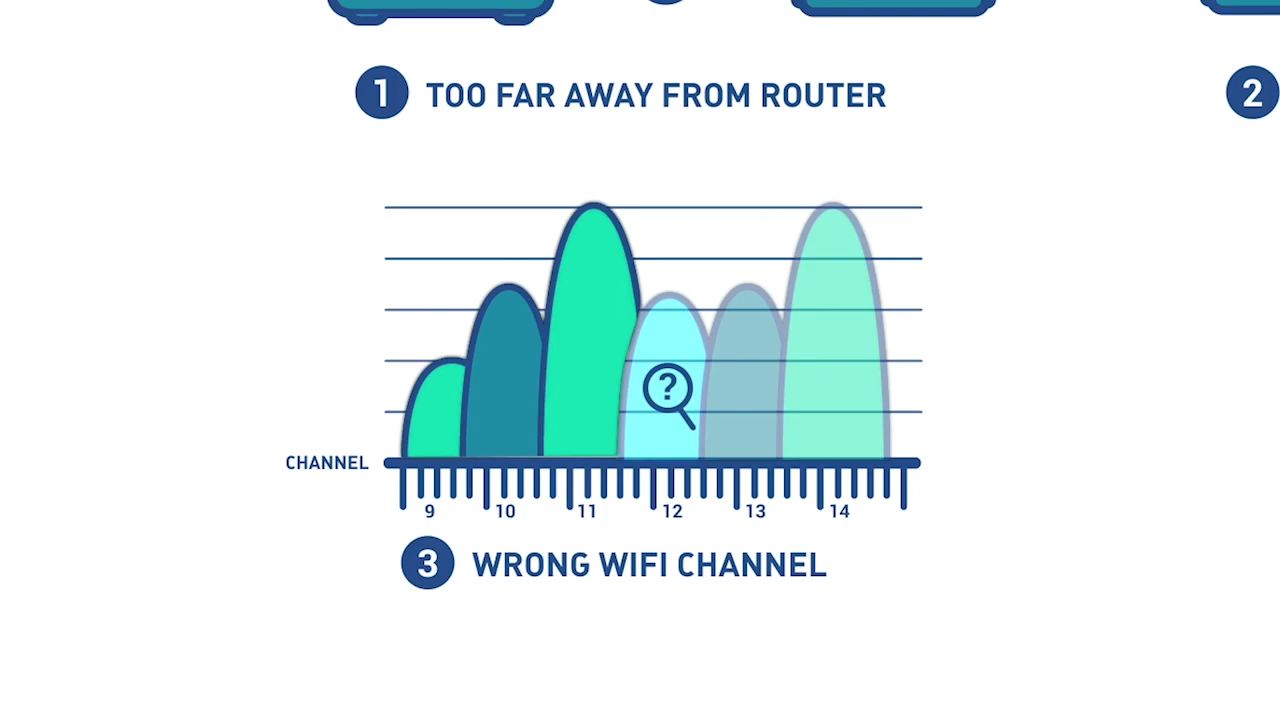 1 TOO FAR AWAY FROM ROUTER
2
?
CHANNEL
9 10 11 12 13 14
3 WRONG WIFI CHANNEL